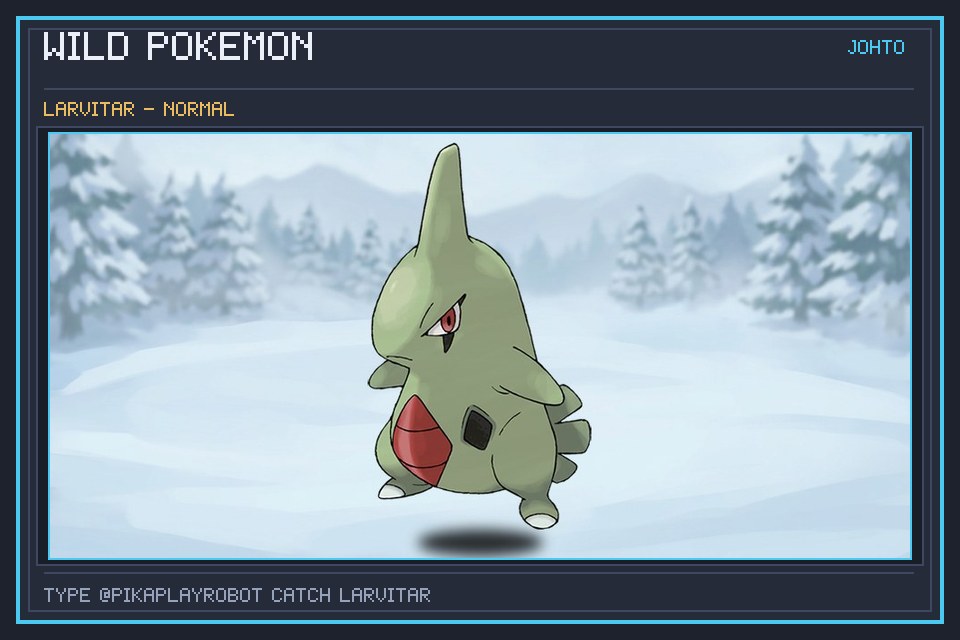 WILD POKEMON
JOHTO
LARVITAR - NORMAL
TYPE @PIKAPLAYROBOT CATCH LARVITAR